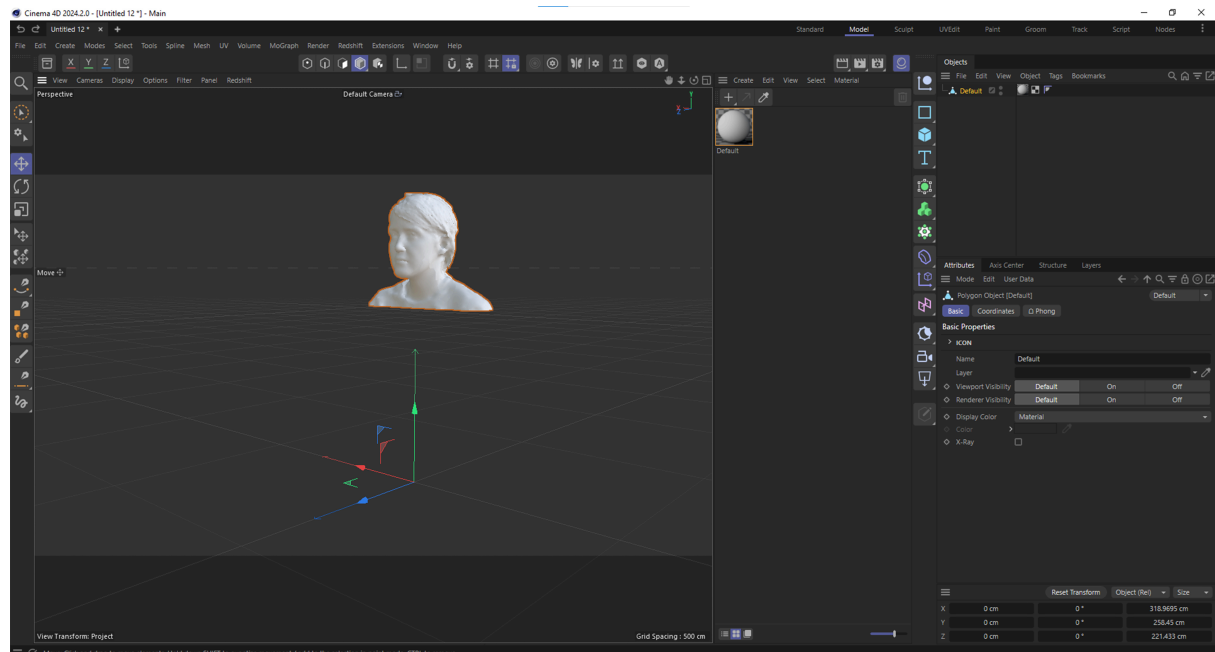 Cinema 4D 2024.2.0 - [Untitled 12 *] - Main
Untitled 12 * × +
Standard Model Sculpt UVEdit Paint Groom Track Script Nodes
File Edit Create Modes Select Tools Spline Mesh UV Volume MoGraph Render Redshift Extensions Window Help
X Y Z
View Cameras Display Options Filter Panel Redshift
Perspective
Default Camera
Y
X
Z
Move
View Transform: Project
Grid Spacing : 500 cm
Create Edit View Select Material
Default
Objects
File Edit View Object Tags Bookmarks
Default
Attributes Axis Center Structure Layers
Mode Edit User Data
Polygon Object [Default]
Default
Basic Coordinates Phong
Basic Properties
ICON
Name Default
Layer
Viewport Visibility Default On Off
Renderer Visibility Default On Off
Display Color Material
Color
X-Ray
Reset Transform Object (Rel) Size
X 0 cm 0 ° 318.9695 cm
Y 0 cm 0 ° 258.45 cm
Z 0 cm 0 ° 221.433 cm